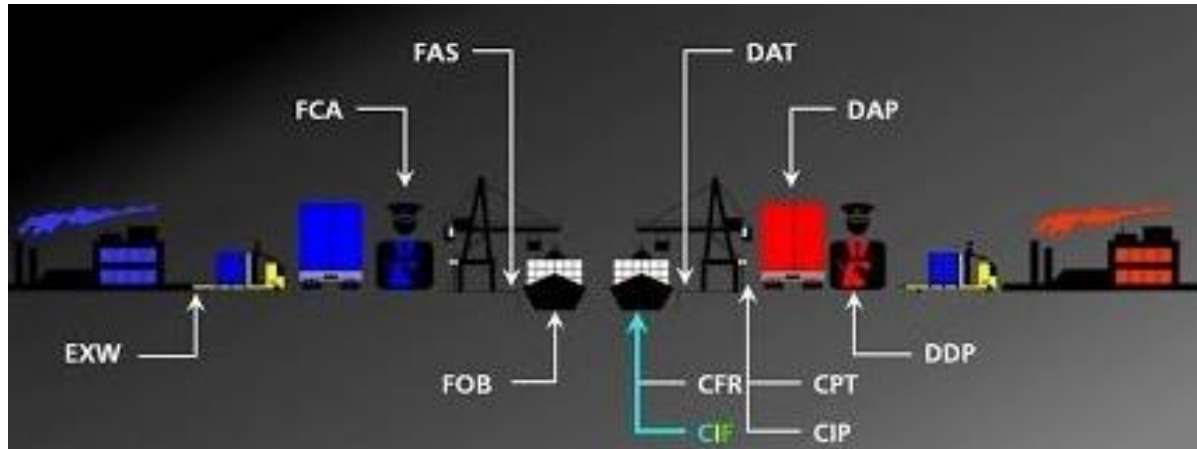 FAS
DAT
FCA
DAP
EXW
DDP
FOB
CFR
CPT
CIF
CIP